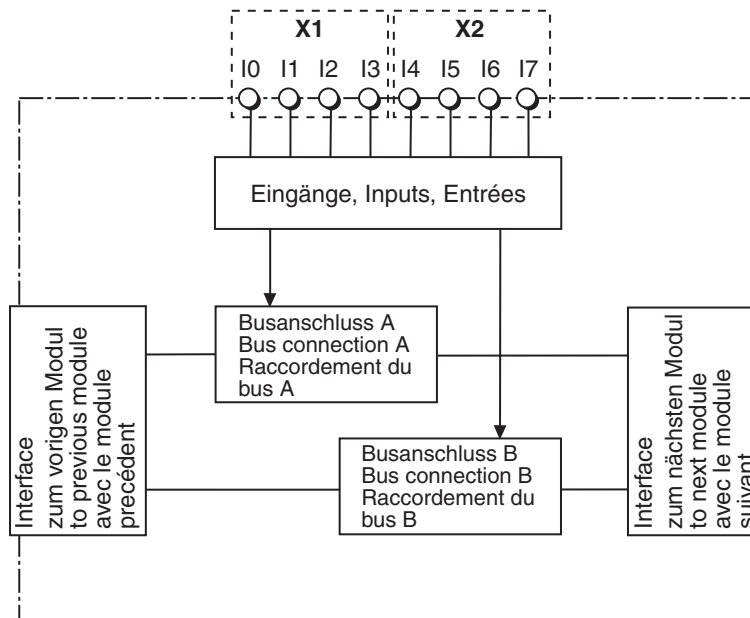 X1 X2
I0 I1 I2 I3 I4 I5 I6 I7
Eingänge, Inputs, Entrées
Busanschluss A
Bus connection A
Raccordement du
bus A
Interface
zum vorigen Modul
to previous module
avec le module
precédent
Busanschluss B
Bus connection B
Raccordement du
bus B
Interface
zum nächsten Modul
to next module
avec le module
suivant